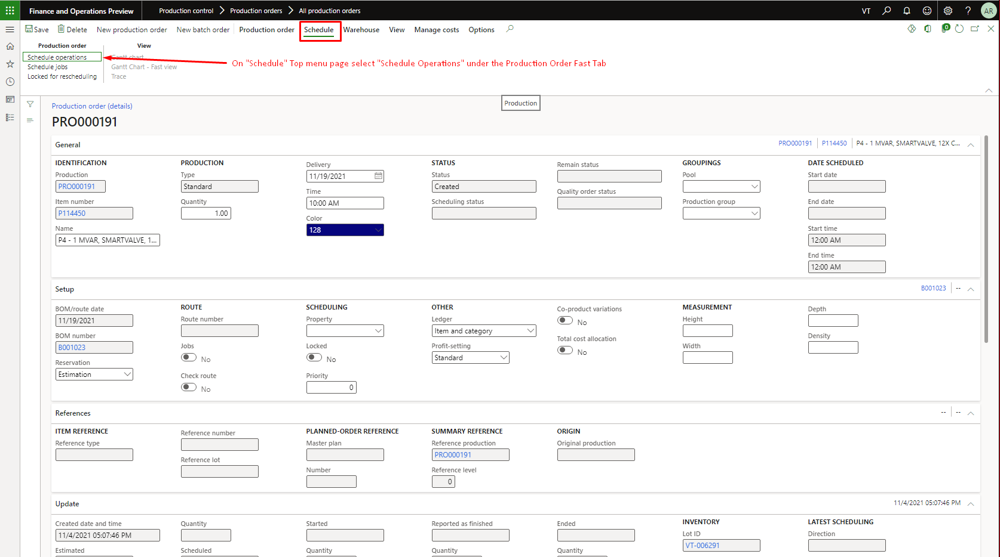 Finance and Operations Preview
Production control > Production orders > All production orders
VT
?
AR
Save Delete New production order New batch order Production order Schedule Warehouse View Manage costs Options
0
Production order View
Schedule operations Gantt chart
Schedule jobs Gantt Chart - Fast view
Locked for rescheduling Trace
On "Schedule" Top menu page select "Schedule Operations" under the Production Order Fast Tab
Production
Production order (details)
PRO000191
General
PRO000191 P114450 P4 - 1 MVAR, SMARTVALVE, 12X C...
IDENTIFICATION
Production
PRO000191
Item number
P114450
Name
P4 - 1 MVAR, SMARTVALVE, 1...
PRODUCTION
Type
Standard
Quantity
1.00
Delivery
11/19/2021
Time
10:00 AM
Color
128
STATUS
Status
Created
Scheduling status
Remain status
Quality order status
GROUPINGS
Pool
Production group
DATE SCHEDULED
Start date
End date
Start time
12:00 AM
End time
12:00 AM
Setup
B001023 --
BOM/route date
11/19/2021
BOM number
B001023
Reservation
Estimation
ROUTE
Route number
Jobs
No
Check route
No
SCHEDULING
Property
Locked
No
Priority
0
OTHER
Ledger
Item and category
Profit-setting
Standard
Co-product variations
No
Total cost allocation
No
MEASUREMENT
Height
Width
Depth
Density
References
-- --
ITEM REFERENCE
Reference type
Reference number
Reference lot
PLANNED-ORDER REFERENCE
Master plan
Number
SUMMARY REFERENCE
Reference production
PRO000191
Reference level
0
ORIGIN
Original production
Update
11/4/2021 05:07:46 PM
Created date and time
11/4/2021 05:07:46 PM
Estimated
Quantity
Scheduled
Started
Quantity
Reported as finished
Quantity
Ended
Quantity
INVENTORY
Lot ID
VT-006291
LATEST SCHEDULING
Direction